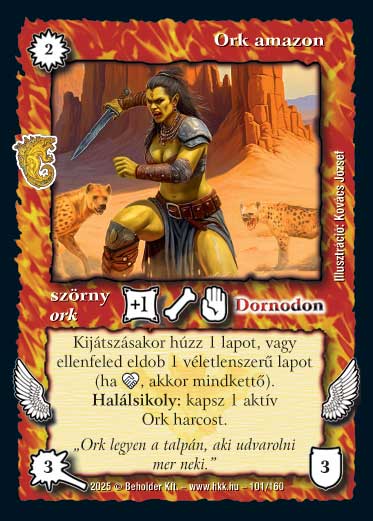 2
Ork amazon
Illusztráció: Kovács József
szörny
ork
+1
Dornodon
Kijátszásakor húzz 1 lapot, vagy
ellenfeled eldob 1 véletlenszerű lapot
(ha , akkor mindkettő).
Halálsikoly: kapsz 1 aktív
Ork harcost.
„Ork legyen a talpán, aki udvarolni
mer neki.”
3
3
2025 © Beholder Kft. – www.hkk.hu – 101/160